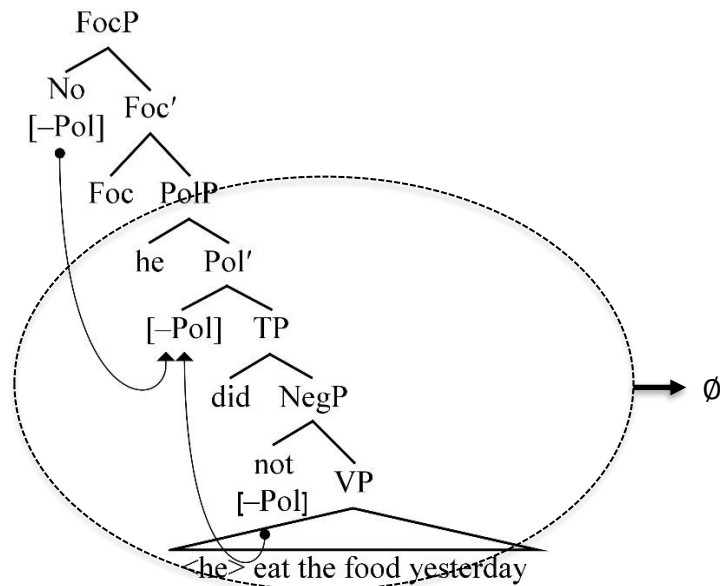 FocP
No Foc′
[–Pol]
Foc PolP
he Pol′
[–Pol] TP
did NegP
not VP
[–Pol]
<he> eat the food yesterday
∅